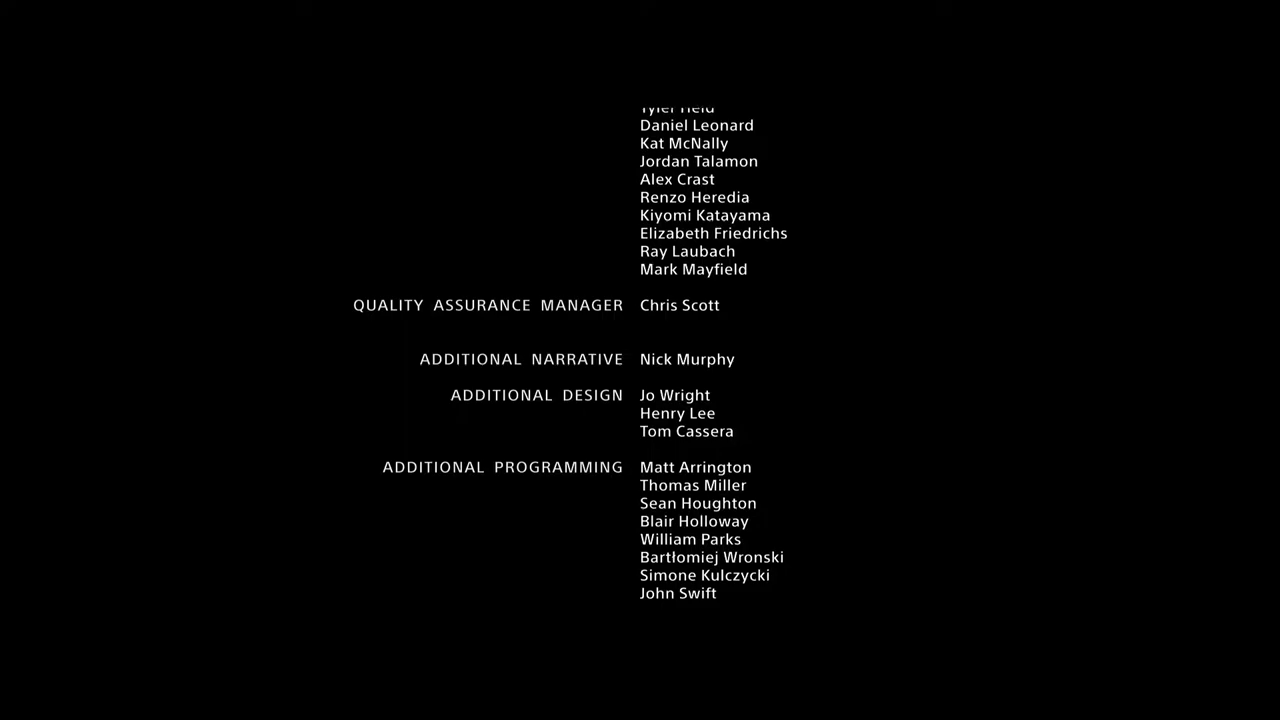 Daniel Leonard
Kat McNally
Jordan Talamon
Alex Crast
Renzo Heredia
Kiyomi Katayama
Elizabeth Friedrichs
Ray Laubach
Mark Mayfield
QUALITY ASSURANCE MANAGER Chris Scott
ADDITIONAL NARRATIVE Nick Murphy
ADDITIONAL DESIGN Jo Wright
Henry Lee
Tom Cassera
ADDITIONAL PROGRAMMING Matt Arrington
Thomas Miller
Sean Houghton
Blair Holloway
William Parks
Bartłomiej Wronski
Simone Kulczycki
John Swift